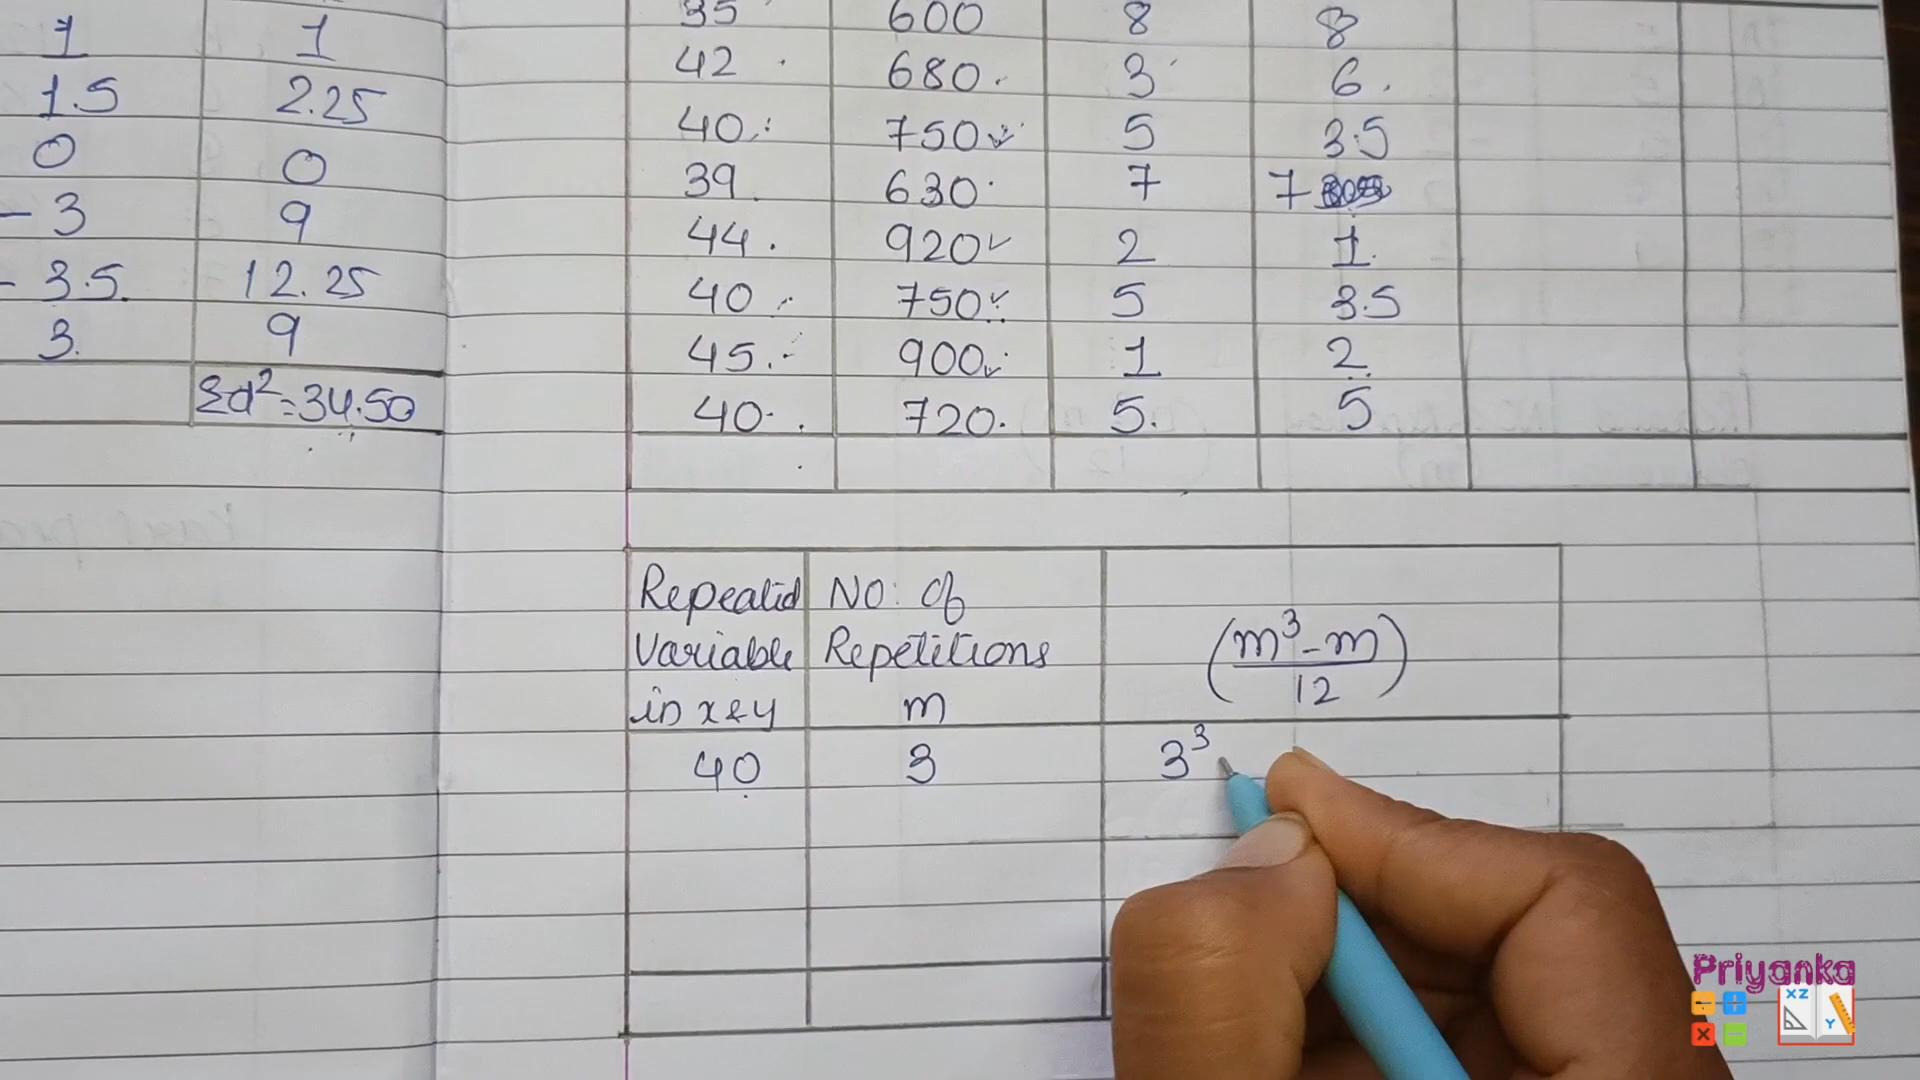 1 1
1.5 2.25
0 0
-3 9
-3.5 12.25
3 9
Σd²=34.50
35 600 8 8
42 680 3 6
40 750 5 3.5
39 630 7 7
44 920 2 1
40 750 5 3.5
45 900 1 2
40 720 5 5
Repeated No: of
Variable Repetitions (m³-m)
in x & y m 12
40 3 3³
Priyanka
XZ
Y